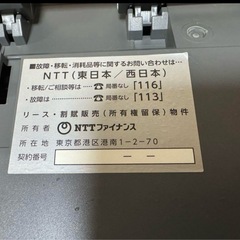 ■故障・移転・消耗品等に関するお問い合わせは…
NTT(東日本/西日本)
・移転/ご相談等は……☎局番なし「116」
・故障は……☎局番なし「113」
リース・割賦販売(所有権留保)物件
所有者 NTTファイナンス
所在地 東京都港区港南1-2-70
契約番号 ― ―